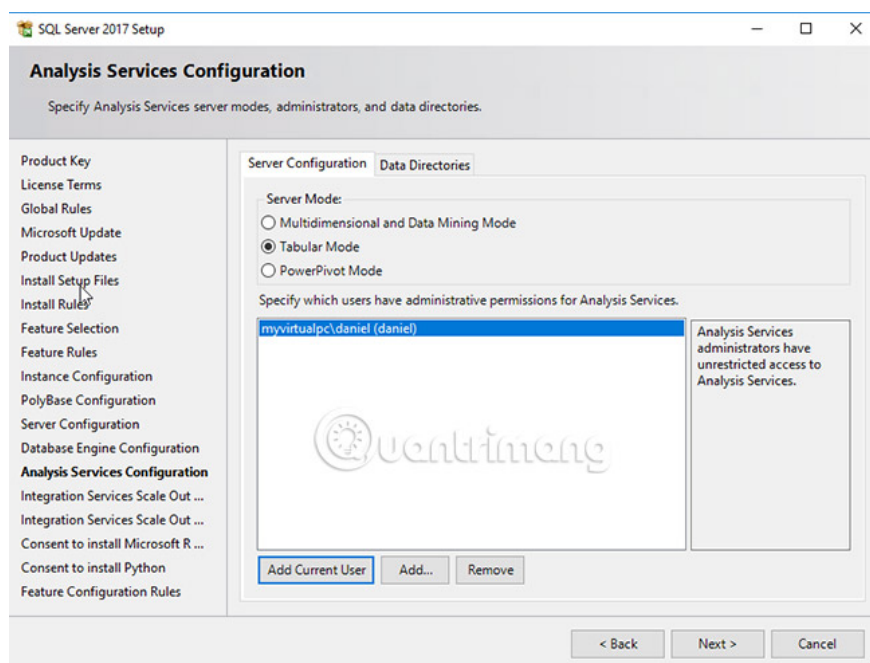 SQL Server 2017 Setup
Analysis Services Configuration
Specify Analysis Services server modes, administrators, and data directories.
Product Key
License Terms
Global Rules
Microsoft Update
Product Updates
Install Setup Files
Install Rules
Feature Selection
Feature Rules
Instance Configuration
PolyBase Configuration
Server Configuration
Database Engine Configuration
Analysis Services Configuration
Integration Services Scale Out ...
Integration Services Scale Out ...
Consent to install Microsoft R ...
Consent to install Python
Feature Configuration Rules
Server Configuration
Data Directories
Server Mode:
Multidimensional and Data Mining Mode
Tabular Mode
PowerPivot Mode
Specify which users have administrative permissions for Analysis Services.
myvirtualpc\daniel (daniel)
Analysis Services
administrators have
unrestricted access to
Analysis Services.
Quantrimang
Add Current User
Add...
Remove
< Back
Next >
Cancel